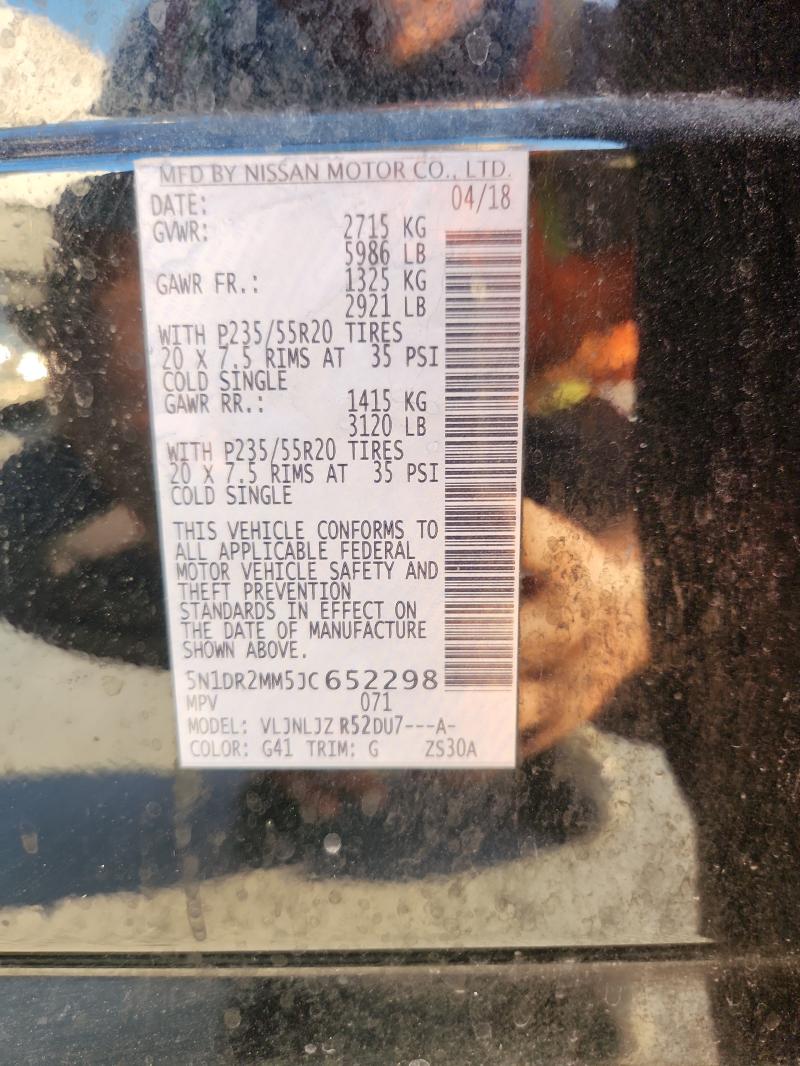 MFD BY NISSAN MOTOR CO., LTD.
DATE: 04/18
GVWR: 2715 KG
5986 LB
GAWR FR.: 1325 KG
2921 LB
WITH P235/55R20 TIRES
20 X 7.5 RIMS AT 35 PSI
COLD SINGLE
GAWR RR.: 1415 KG
3120 LB
WITH P235/55R20 TIRES
20 X 7.5 RIMS AT 35 PSI
COLD SINGLE
THIS VEHICLE CONFORMS TO
ALL APPLICABLE FEDERAL
MOTOR VEHICLE SAFETY AND
THEFT PREVENTION
STANDARDS IN EFFECT ON
THE DATE OF MANUFACTURE
SHOWN ABOVE.
5N1DR2MM5JC652298
MPV 071
MODEL: VLJNLJZ R52DU7---A-
COLOR: G41 TRIM: G ZS30A